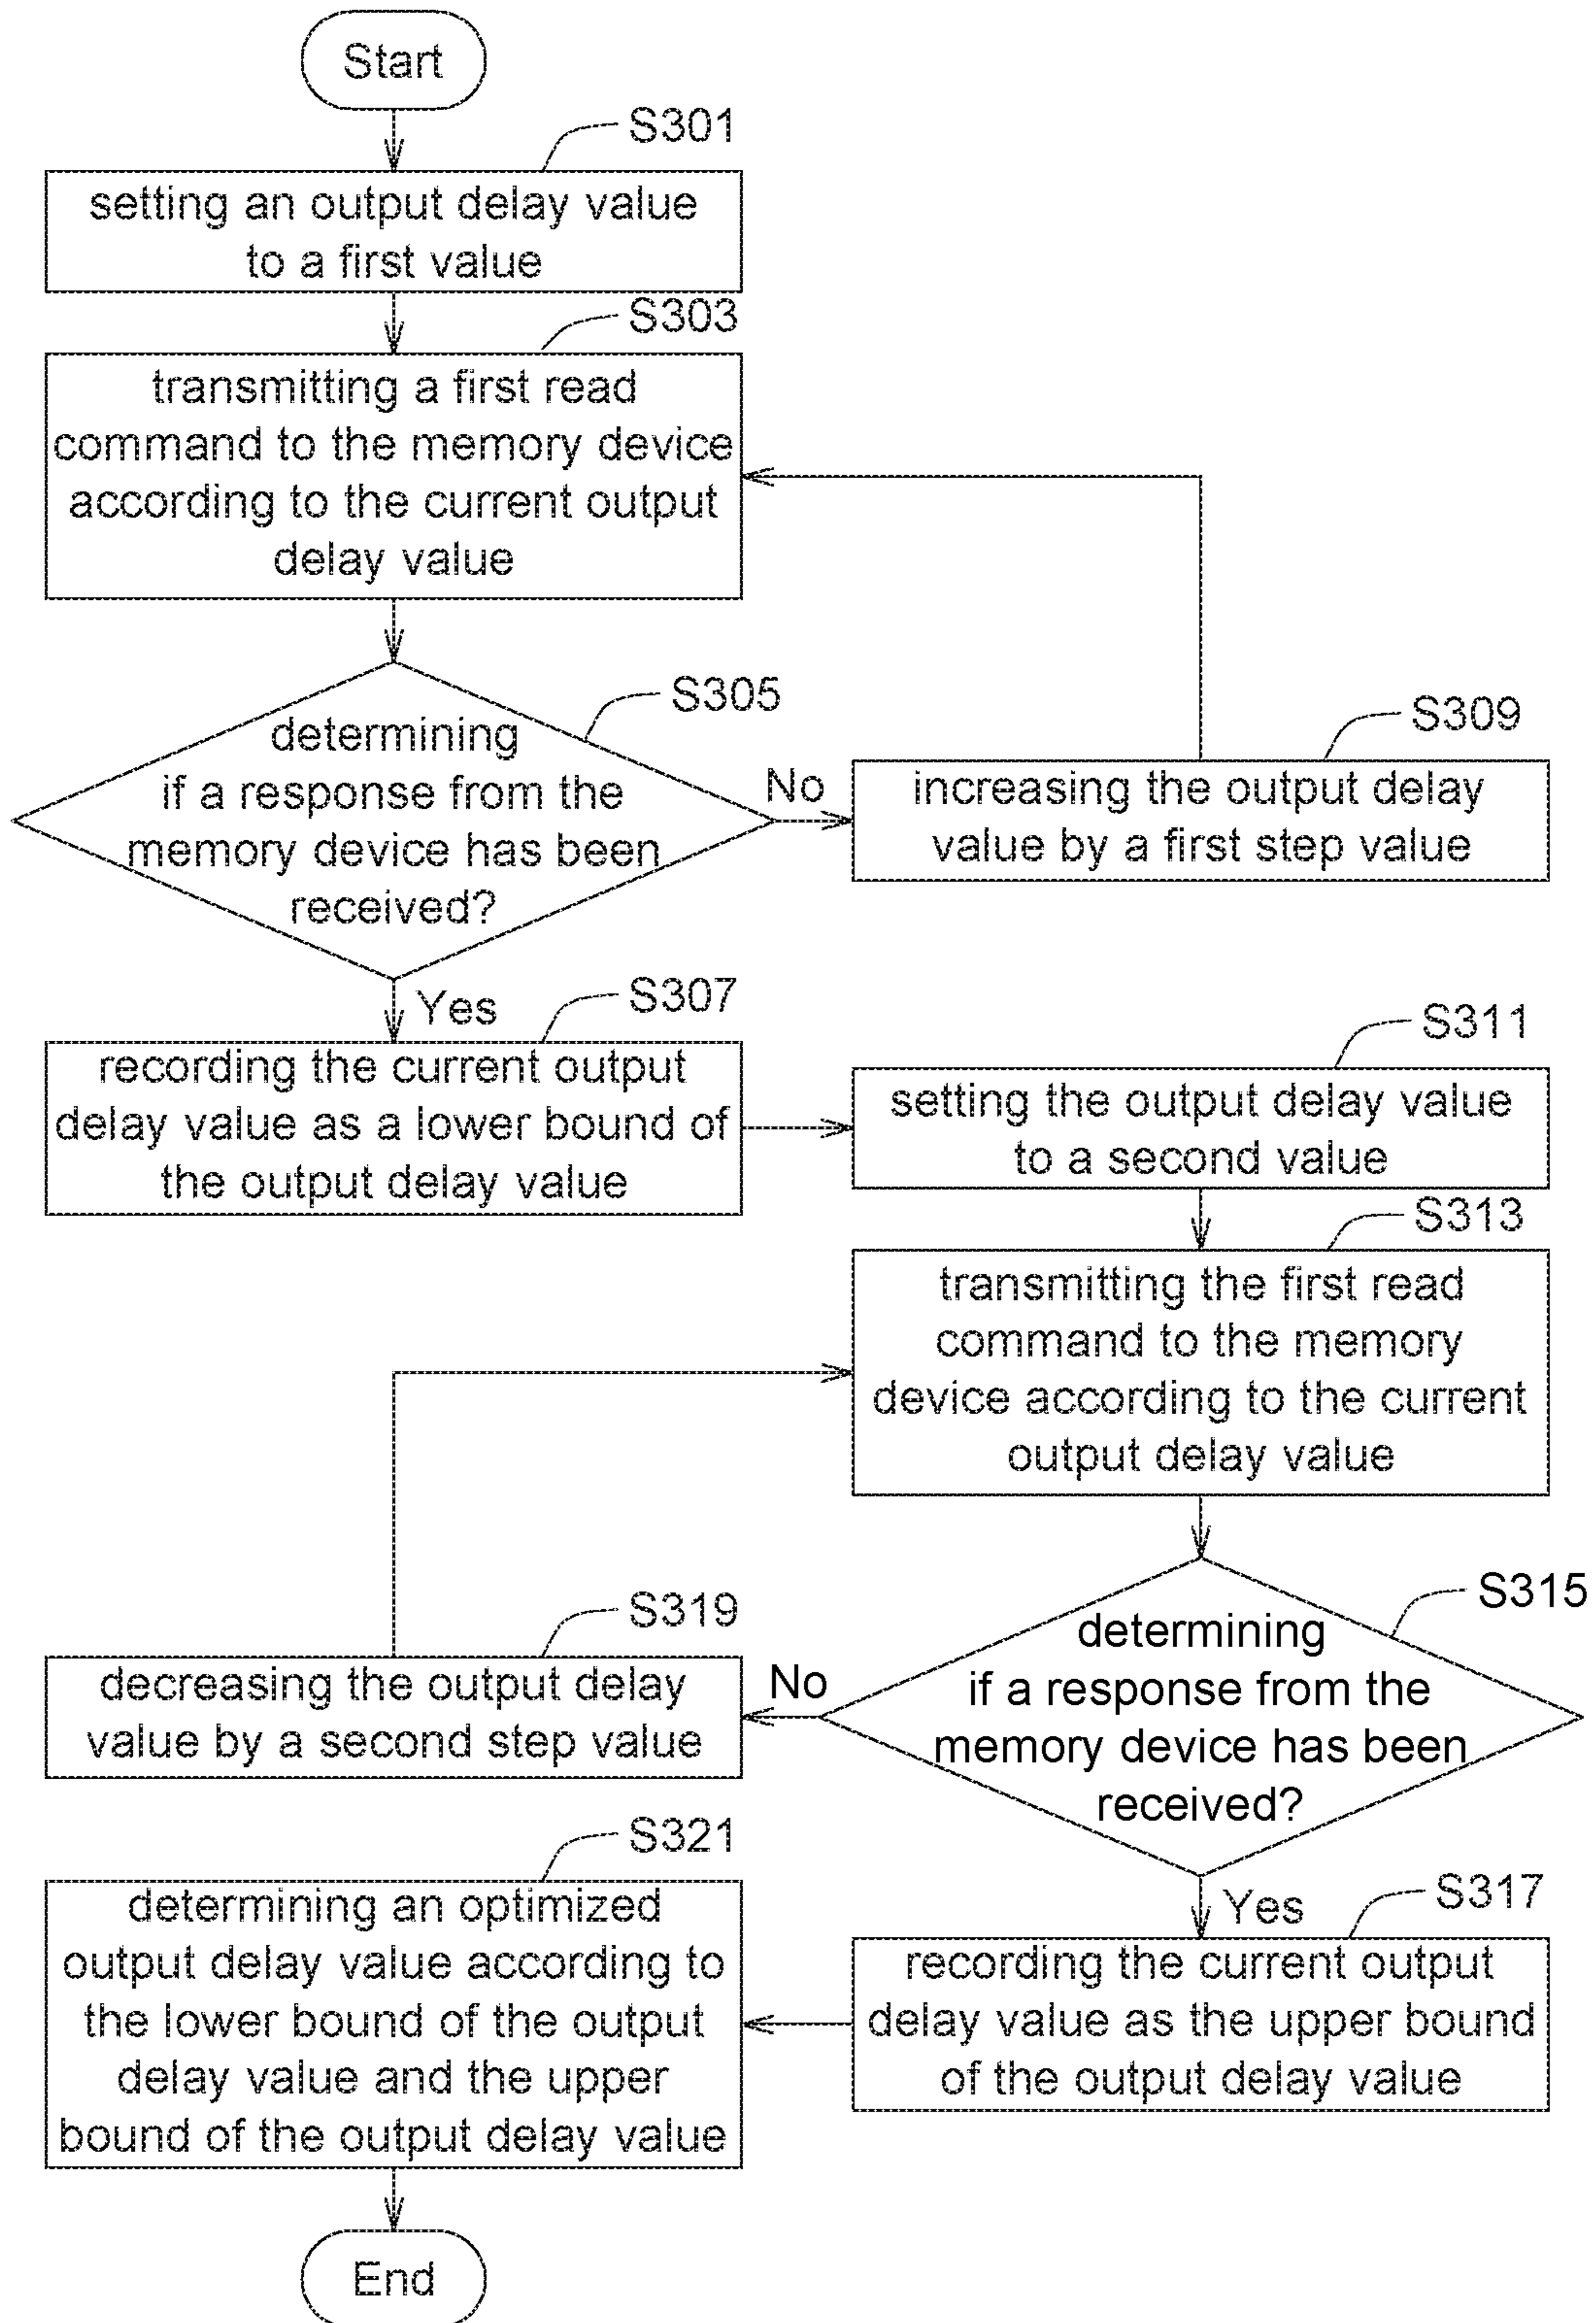 Start
S301
setting an output delay value
to a first value
S303
transmitting a first read
command to the memory device
according to the current output
delay value
S305
determining
if a response from the
memory device has been
received?
No
S309
increasing the output delay
value by a first step value
Yes
S307
recording the current output
delay value as a lower bound of
the output delay value
S311
setting the output delay value
to a second value
S313
transmitting the first read
command to the memory
device according to the current
output delay value
S315
determining
if a response from the
memory device has been
received?
No
S319
decreasing the output delay
value by a second step value
Yes
S317
recording the current output
delay value as the upper bound
of the output delay value
S321
determining an optimized
output delay value according to
the lower bound of the output
delay value and the upper
bound of the output delay value
End